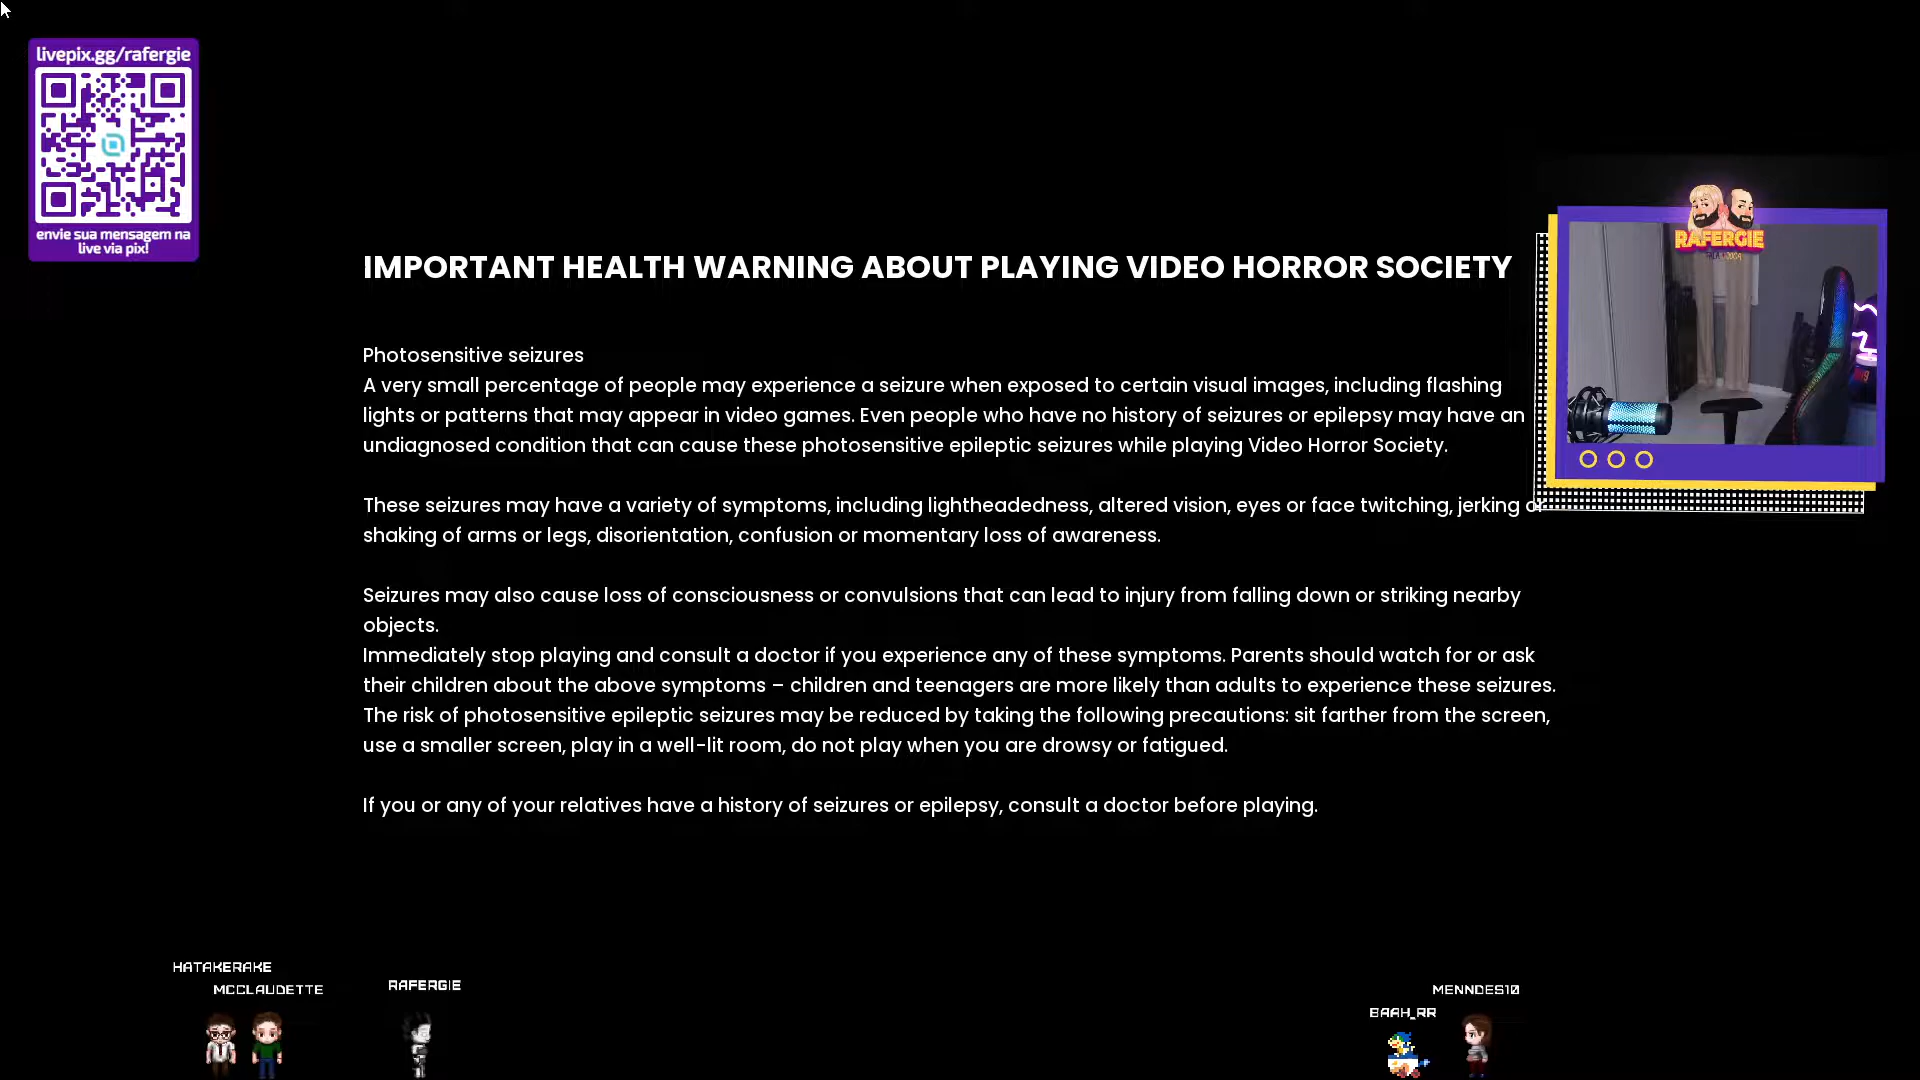 livepix.gg/rafergie
envie sua mensagem na
live via pix!
IMPORTANT HEALTH WARNING ABOUT PLAYING VIDEO HORROR SOCIETY
RAFERGIE
Photosensitive seizures
A very small percentage of people may experience a seizure when exposed to certain visual images, including flashing
lights or patterns that may appear in video games. Even people who have no history of seizures or epilepsy may have an
undiagnosed condition that can cause these photosensitive epileptic seizures while playing Video Horror Society.
These seizures may have a variety of symptoms, including lightheadedness, altered vision, eyes or face twitching, jerking or
shaking of arms or legs, disorientation, confusion or momentary loss of awareness.
Seizures may also cause loss of consciousness or convulsions that can lead to injury from falling down or striking nearby
objects.
Immediately stop playing and consult a doctor if you experience any of these symptoms. Parents should watch for or ask
their children about the above symptoms – children and teenagers are more likely than adults to experience these seizures.
The risk of photosensitive epileptic seizures may be reduced by taking the following precautions: sit farther from the screen,
use a smaller screen, play in a well-lit room, do not play when you are drowsy or fatigued.
If you or any of your relatives have a history of seizures or epilepsy, consult a doctor before playing.
HATAKERAKE
MCCLAUDETTE
RAFERGIE
MENNDES10
BAAH_RR